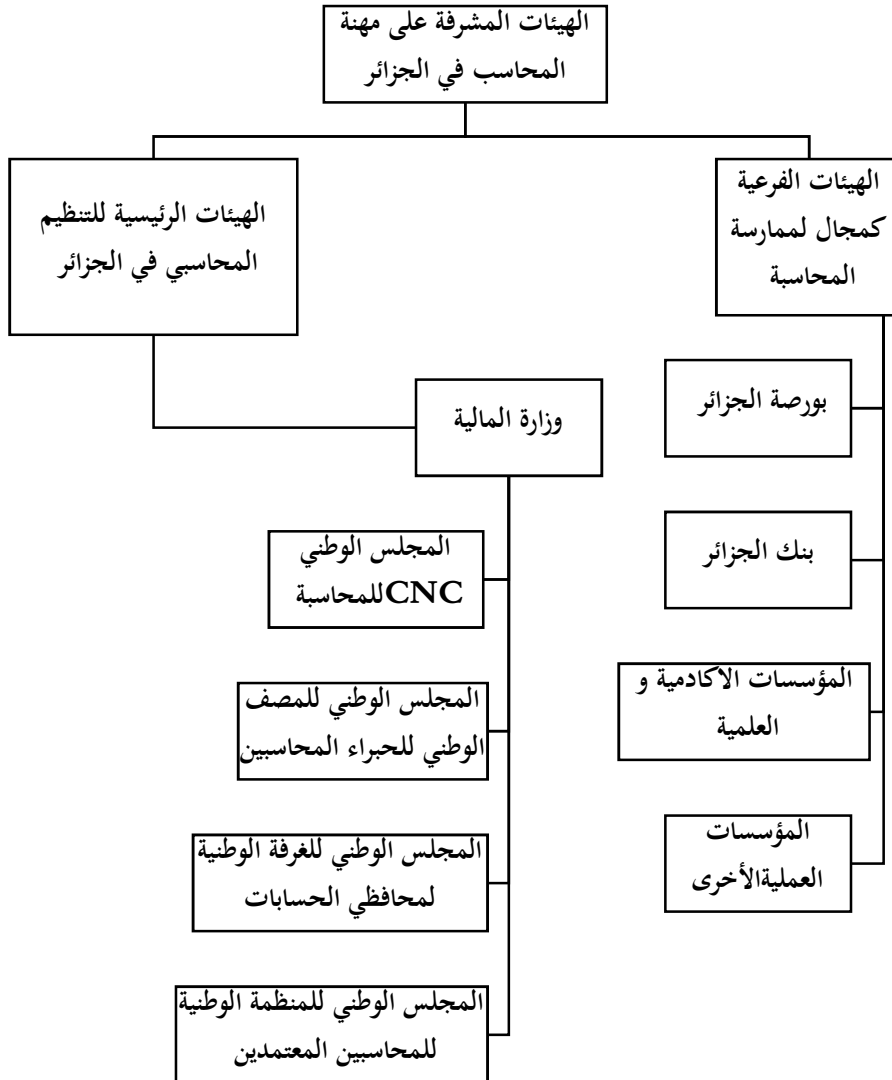 الهيئات المشرفة على مهنة
المحاسب في الجزائر
الهيئات الفرعية
كمجال لممارسة
المحاسبة
الهيئات الرئيسية للتنظيم
المحاسبي في الجزائر
بورصة الجزائر
وزارة المالية
بنك الجزائر
المجلس الوطني
للمحاسبةCNC
المؤسسات الاكادمية و
العلمية
المجلس الوطني للمصف
الوطني للحبراء المحاسبين
المؤسسات
العمليةالأخرى
المجلس الوطني للغرفة الوطنية
لمحافظي الحسابات
المجلس الوطني للمنظمة الوطنية
للمحاسبين المعتمدين